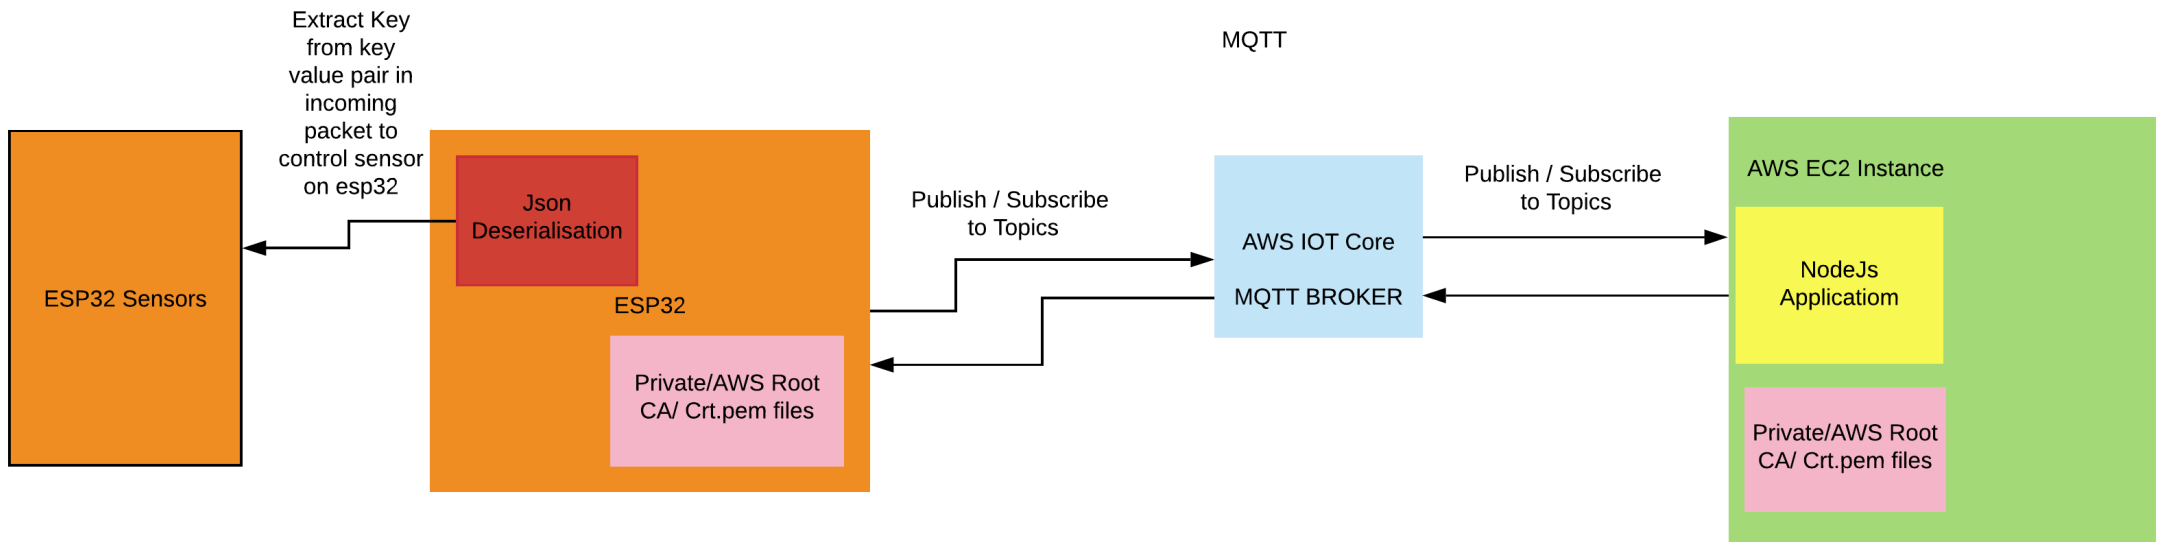 Extract Key
from key
value pair in
incoming
packet to
control sensor
on esp32
MQTT
ESP32 Sensors
Json
Deserialisation
ESP32
Private/AWS Root
CA/ Crt.pem files
Publish / Subscribe
to Topics
AWS IOT Core
MQTT BROKER
Publish / Subscribe
to Topics
AWS EC2 Instance
NodeJs
Applicatiom
Private/AWS Root
CA/ Crt.pem files